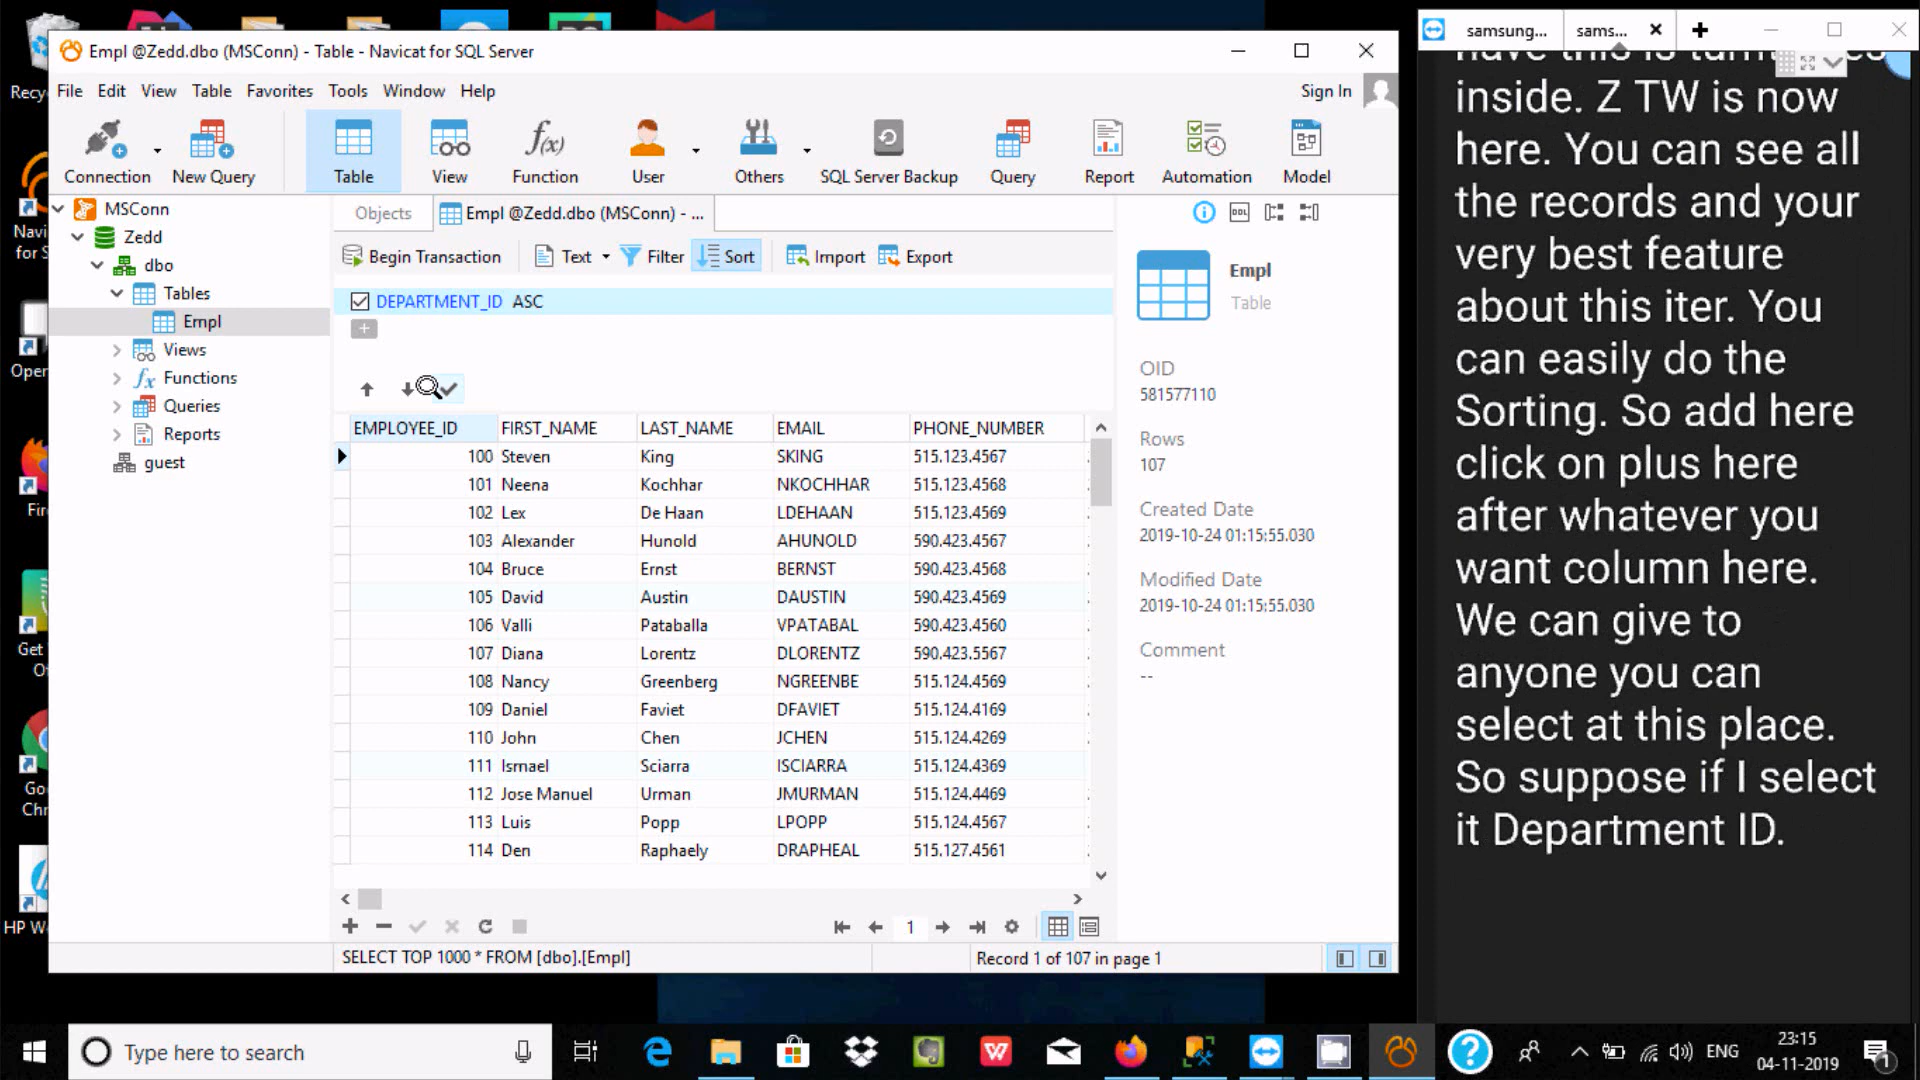 Empl @Zedd.dbo (MSConn) - Table - Navicat for SQL Server
File Edit View Table Favorites Tools Window Help
Sign In
Connection New Query Table View Function User Others SQL Server Backup Query Report Automation Model
MSConn
Zedd
dbo
Tables
Empl
Views
Functions
Queries
Reports
guest
Objects Empl @Zedd.dbo (MSConn) - ...
Begin Transaction Text Filter Sort Import Export
DEPARTMENT_ID ASC
EMPLOYEE_ID FIRST_NAME LAST_NAME EMAIL PHONE_NUMBER
100 Steven King SKING 515.123.4567
101 Neena Kochhar NKOCHHAR 515.123.4568
102 Lex De Haan LDEHAAN 515.123.4569
103 Alexander Hunold AHUNOLD 590.423.4567
104 Bruce Ernst BERNST 590.423.4568
105 David Austin DAUSTIN 590.423.4569
106 Valli Pataballa VPATABAL 590.423.4560
107 Diana Lorentz DLORENTZ 590.423.5567
108 Nancy Greenberg NGREENBE 515.124.4569
109 Daniel Faviet DFAVIET 515.124.4169
110 John Chen JCHEN 515.124.4269
111 Ismael Sciarra ISCIARRA 515.124.4369
112 Jose Manuel Urman JMURMAN 515.124.4469
113 Luis Popp LPOPP 515.124.4567
114 Den Raphaely DRAPHEAL 515.127.4561
1
SELECT TOP 1000 * FROM [dbo].[Empl]
Record 1 of 107 in page 1
DDL
Empl
Table
OID
581577110
Rows
107
Created Date
2019-10-24 01:15:55.030
Modified Date
2019-10-24 01:15:55.030
Comment
--
samsung... sams...
inside. Z TW is now
here. You can see all
the records and your
very best feature
about this iter. You
can easily do the
Sorting. So add here
click on plus here
after whatever you
want column here.
We can give to
anyone you can
select at this place.
So suppose if I select
it Department ID.
Recy
Navi
for S
Open
Fir
Get
O
Go
Chr
HP W
Type here to search
ENG
23:15
04-11-2019
1